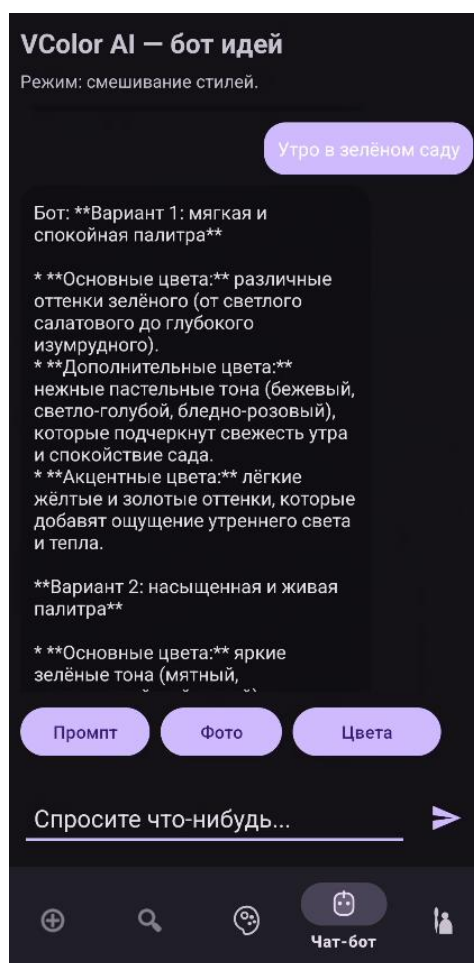 VColor AI — бот идей
Режим: смешивание стилей.
Утро в зелёном саду
Бот: **Вариант 1: мягкая и
спокойная палитра**
* **Основные цвета:** различные
оттенки зелёного (от светлого
салатового до глубокого
изумрудного).
* **Дополнительные цвета:**
нежные пастельные тона (бежевый,
светло-голубой, бледно-розовый),
которые подчеркнут свежесть утра
и спокойствие сада.
* **Акцентные цвета:** лёгкие
жёлтые и золотые оттенки, которые
добавят ощущение утреннего света
и тепла.
**Вариант 2: насыщенная и живая
палитра**
* **Основные цвета:** яркие
зелёные тона (мятный,
Промпт Фото Цвета
Спросите что-нибудь...
Чат-бот